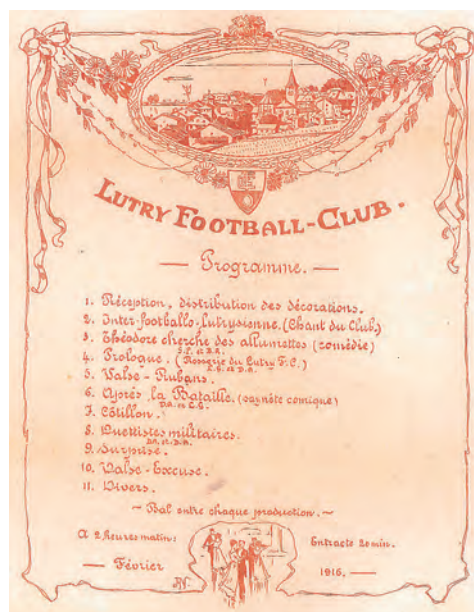 LUTRY FOOTBALL-CLUB.
— Programme. —
1. Réception, distribution des décorations.
2. Inter-footballo-lutrysienne. (Chant du Club.)
3. Théodore cherche des allumettes (comédie)
4. Prologue. (Rosserie du Lutry F.C.)
5. Valse-Rubans.
6. Après la Bataille. (saynète comique)
7. Côtillon.
8. Duettistes militaires.
9. Surprise.
10. Valse-Excuse.
11. Divers.
~ Bal entre chaque production. ~
A 2 heures matin: Entracte 20 min.
— Février 1916. —